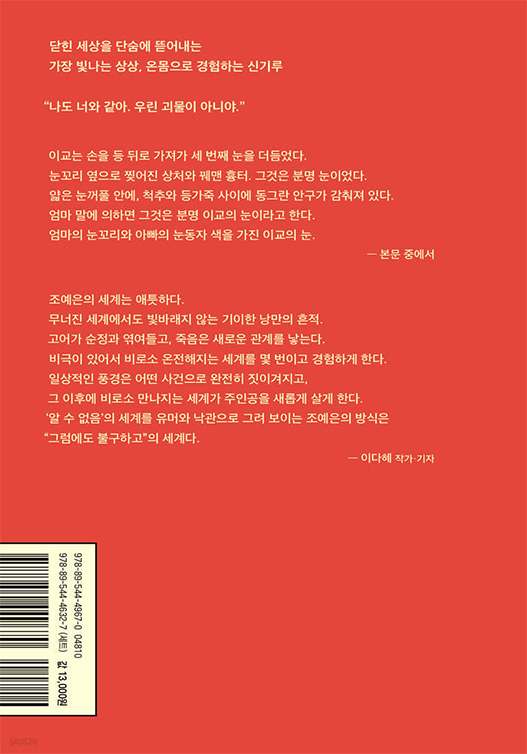 닫힌 세상을 단숨에 뜯어내는
가장 빛나는 상상, 온몸으로 경험하는 신기루
“나도 너와 같아. 우린 괴물이 아니야.”
이교는 손을 등 뒤로 가져가 세 번째 눈을 더듬었다.
눈꼬리 옆으로 찢어진 상처와 꿰맨 흉터. 그것은 분명 눈이었다.
얇은 눈꺼풀 안에, 척추와 등가죽 사이에 동그란 안구가 감춰져 있다.
엄마 말에 의하면 그것은 분명 이교의 눈이라고 한다.
엄마의 눈꼬리와 아빠의 눈동자 색을 가진 이교의 눈.
— 본문 중에서
조예은의 세계는 애틋하다.
무너진 세계에서도 빛바래지 않는 기이한 낭만의 흔적.
고어가 순정과 엮여들고, 죽음은 새로운 관계를 낳는다.
비극이 있어서 비로소 온전해지는 세계를 몇 번이고 경험하게 한다.
일상적인 풍경은 어떤 사건으로 완전히 짓이겨지고,
그 이후에 비로소 만나지는 세계가 주인공을 새롭게 살게 한다.
‘알 수 없음’의 세계를 유머와 낙관으로 그려 보이는 조예은의 방식은
“그럼에도 불구하고”의 세계다.
— 이다혜 작가·기자
978-89-544-4967-0 04810
978-89-544-4632-7 (세트) 값 13,000원
YES24